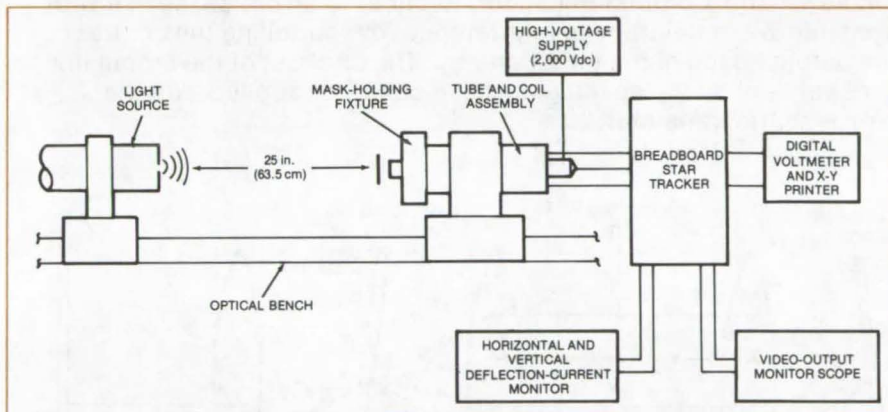 HIGH-VOLTAGE
SUPPLY
(2,000 Vdc)
LIGHT
SOURCE
MASK-HOLDING
FIXTURE
TUBE AND COIL
ASSEMBLY
25 in.
(63.5 cm)
BREADBOARD
STAR
TRACKER
DIGITAL
VOLTMETER
AND X-Y
PRINTER
OPTICAL BENCH
HORIZONTAL AND
VERTICAL
DEFLECTION-CURRENT
MONITOR
VIDEO-OUTPUT
MONITOR SCOPE